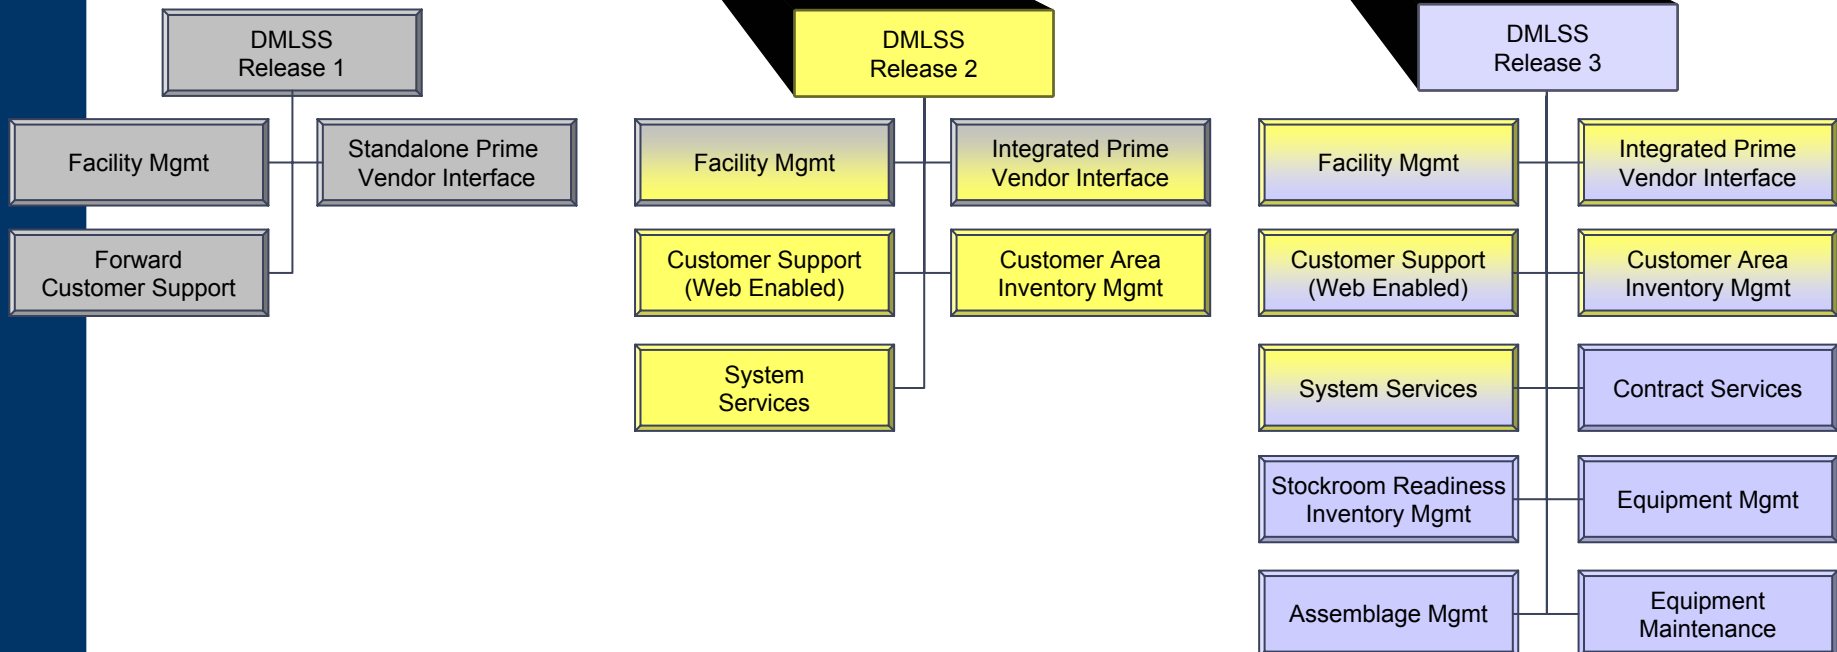 DMLSS
Release 1
Facility Mgmt
Standalone Prime
Vendor Interface
Forward
Customer Support
DMLSS
Release 2
Facility Mgmt
Integrated Prime
Vendor Interface
Customer Support
(Web Enabled)
Customer Area
Inventory Mgmt
System
Services
DMLSS
Release 3
Facility Mgmt
Integrated Prime
Vendor Interface
Customer Support
(Web Enabled)
Customer Area
Inventory Mgmt
System Services
Contract Services
Stockroom Readiness
Inventory Mgmt
Equipment Mgmt
Assemblage Mgmt
Equipment
Maintenance